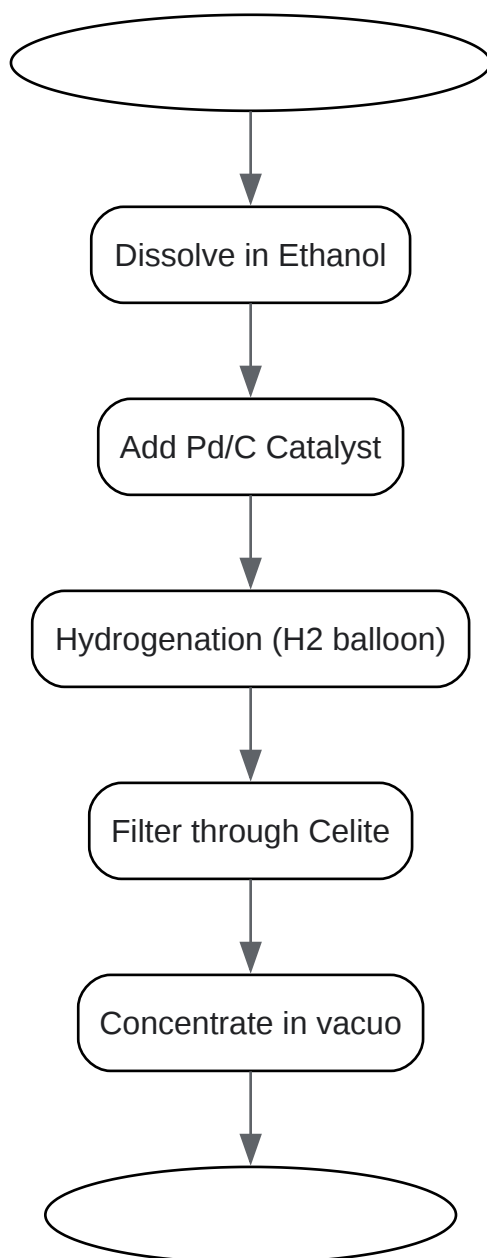 Dissolve in Ethanol
Add Pd/C Catalyst
Hydrogenation (H2 balloon)
Filter through Celite
Concentrate in vacuo